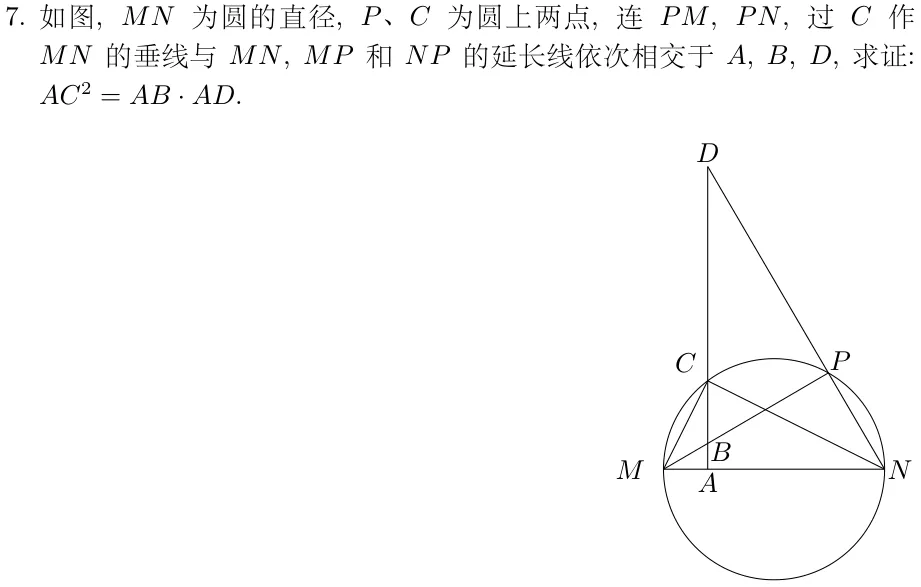 7. 如图, MN 为圆的直径, P、C 为圆上两点, 连 PM, PN, 过 C 作
MN 的垂线与 MN, MP 和 NP 的延长线依次相交于 A, B, D, 求证:
AC² = AB · AD.
D
C
P
B
M
A
N